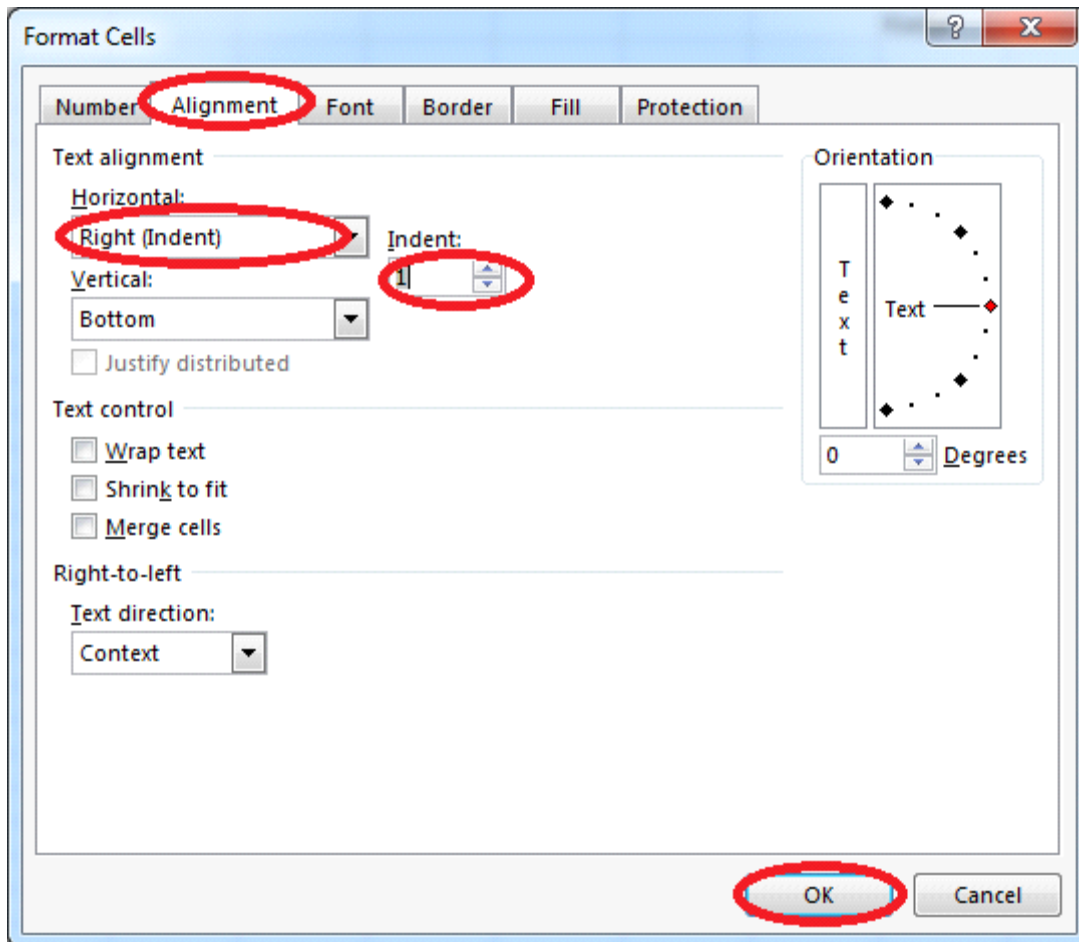 Format Cells
Number Alignment Font Border Fill Protection
Text alignment
Horizontal:
Right (Indent)
Indent:
1
Vertical:
Bottom
Justify distributed
Text control
Wrap text
Shrink to fit
Merge cells
Right-to-left
Text direction:
Context
Orientation
Text
Text
0 Degrees
OK Cancel